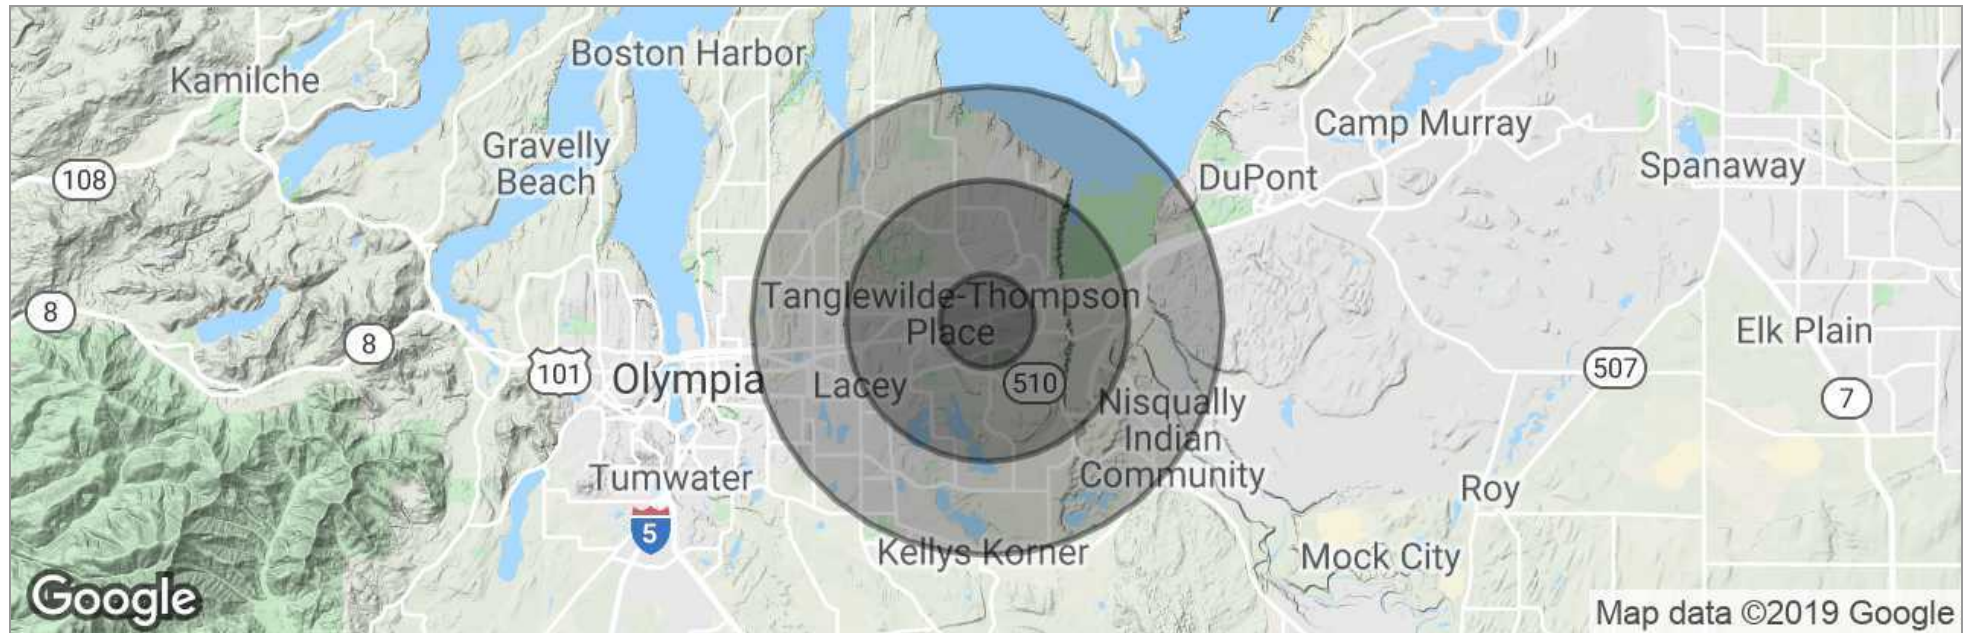 Boston Harbor
Kamilche
Camp Murray
Gravelly
Beach
Spanaway
108
DuPont
Tanglewilde-Thompson
Place
8
Elk Plain
8
507
101
Olympia
Lacey
510
7
Nisqually
Indian
Community
Tumwater
Roy
5
Kellys Korner
Mock City
Google
Map data ©2019 Google